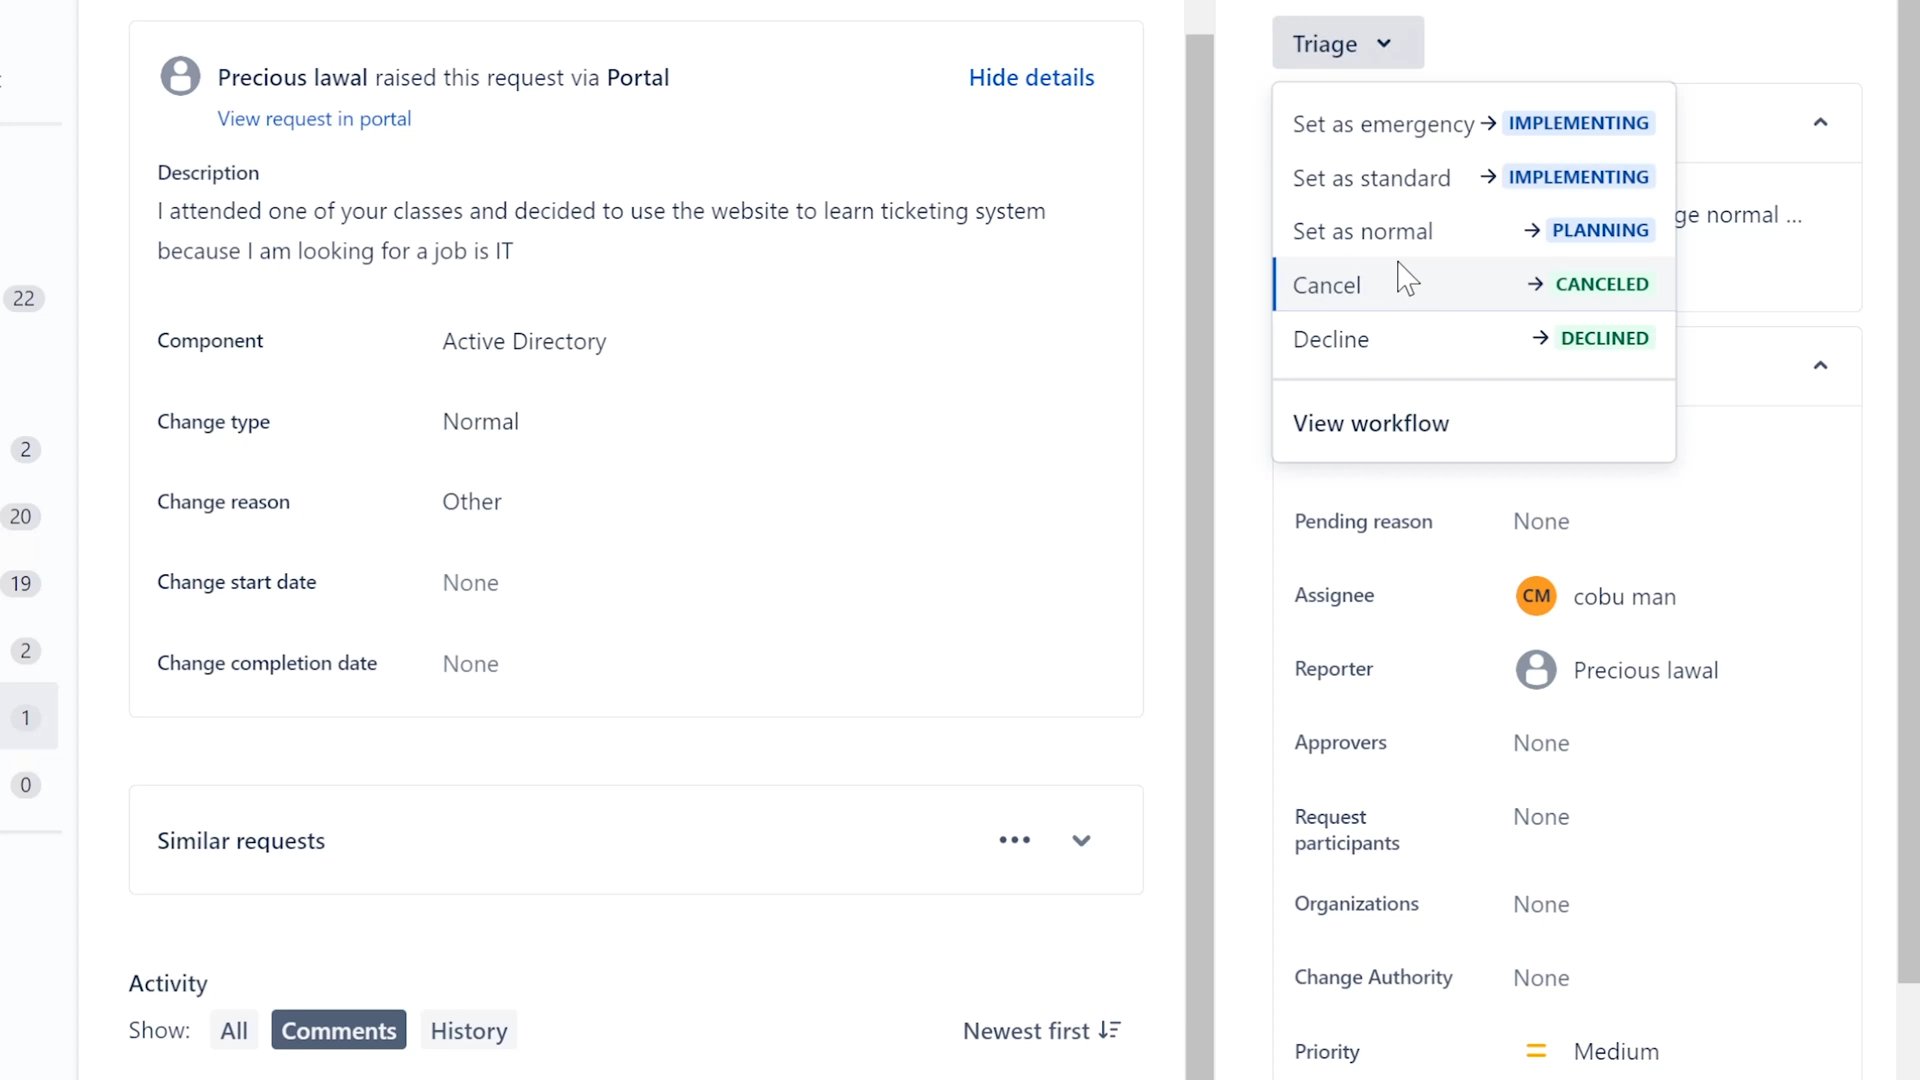 22
2
20
19
2
1
0
Precious lawal raised this request via Portal
Hide details
View request in portal
Description
I attended one of your classes and decided to use the website to learn ticketing system
because I am looking for a job is IT
Component Active Directory
Change type Normal
Change reason Other
Change start date None
Change completion date None
Similar requests
Activity
Show: All Comments History
Newest first
Triage
Set as emergency → IMPLEMENTING
Set as standard → IMPLEMENTING
Set as normal → PLANNING
Cancel → CANCELED
Decline → DECLINED
View workflow
ge normal ...
Pending reason None
Assignee CM cobu man
Reporter Precious lawal
Approvers None
Request
participants None
Organizations None
Change Authority None
Priority Medium